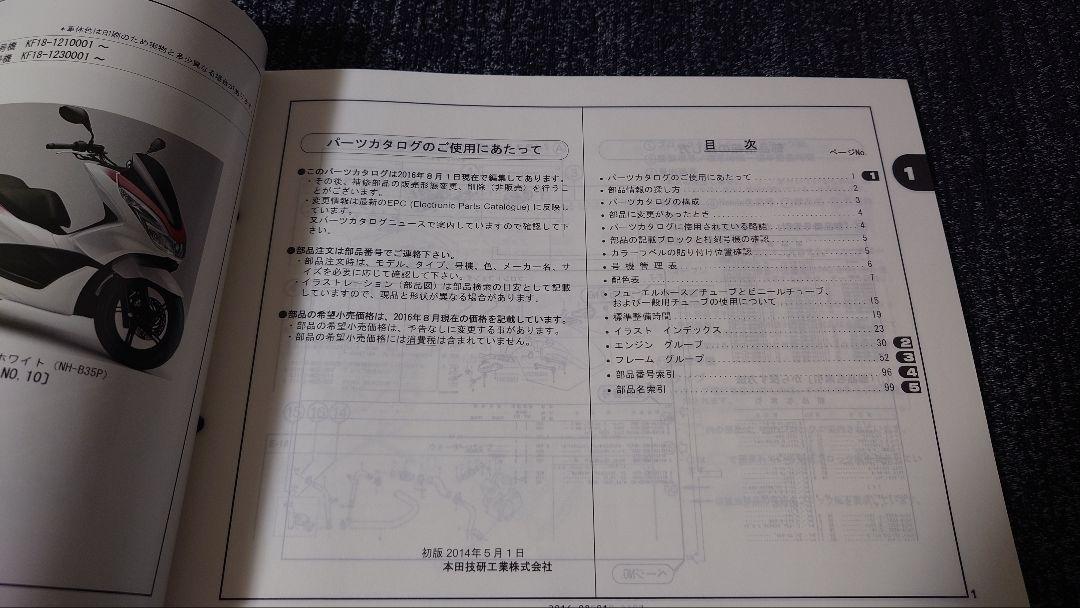 *車体色は印刷のため実物と多少異なる場合があります
号機 KF18-1210001 ～
号機 KF18-1230001 ～
ホワイト (NH-B35P)
NO.10]
パーツカタログのご使用にあたって
●このパーツカタログは2016年8月1日現在で編集してあります。
・その後、補修部品の販売形態変更、削除（非販売）を行うこ
とがございます。
・変更情報は最新のEPC (Electronic Parts Catalogue) に反映し
ています。
又パーツカタログニュースで案内していますので確認して下
さい。
●部品注文は部品番号でご連絡下さい。
・部品注文時は、モデル、タイプ、号機、色、メーカー名、サ
イズを必要に応じて確認して下さい。
・イラストレーション（部品図）は部品検索の目安として記載
していますので、現品と形状が異なる場合があります。
●部品の希望小売価格は、2016年8月現在の価格を記載しています。
・部品の希望小売価格は、予告なしに変更する事があります。
・部品の希望小売価格には消費税は含まれていません。
初版 2014年5月1日
本田技研工業株式会社
目 次
ページNo.
・パーツカタログのご使用にあたって 1 1
・部品情報の探し方 2
・パーツカタログの構成 3
・部品に変更があったとき 4
・パーツカタログに使用されている略語 4
・部品の記載ブロックと打刻号機の確認 5
・カラーラベルの貼り付け位置確認 5
・号機管理表 6
・配色表 7
・フューエルホース／チューブとビニールチューブ、
および一般用チューブの使用について 15
・標準整備時間 19
・イラスト インデックス 23
・エンジン グループ 30 2
・フレーム グループ 52 3
・部品番号索引 96 4
・部品名索引 99 5
1
1